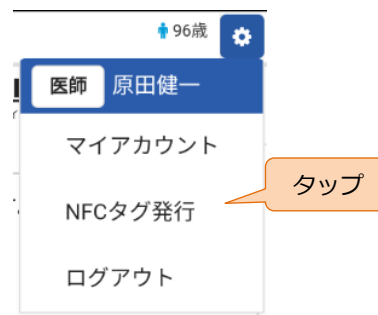 96歳
医師 原田健一
マイアカウント
NFCタグ発行
タップ
ログアウト